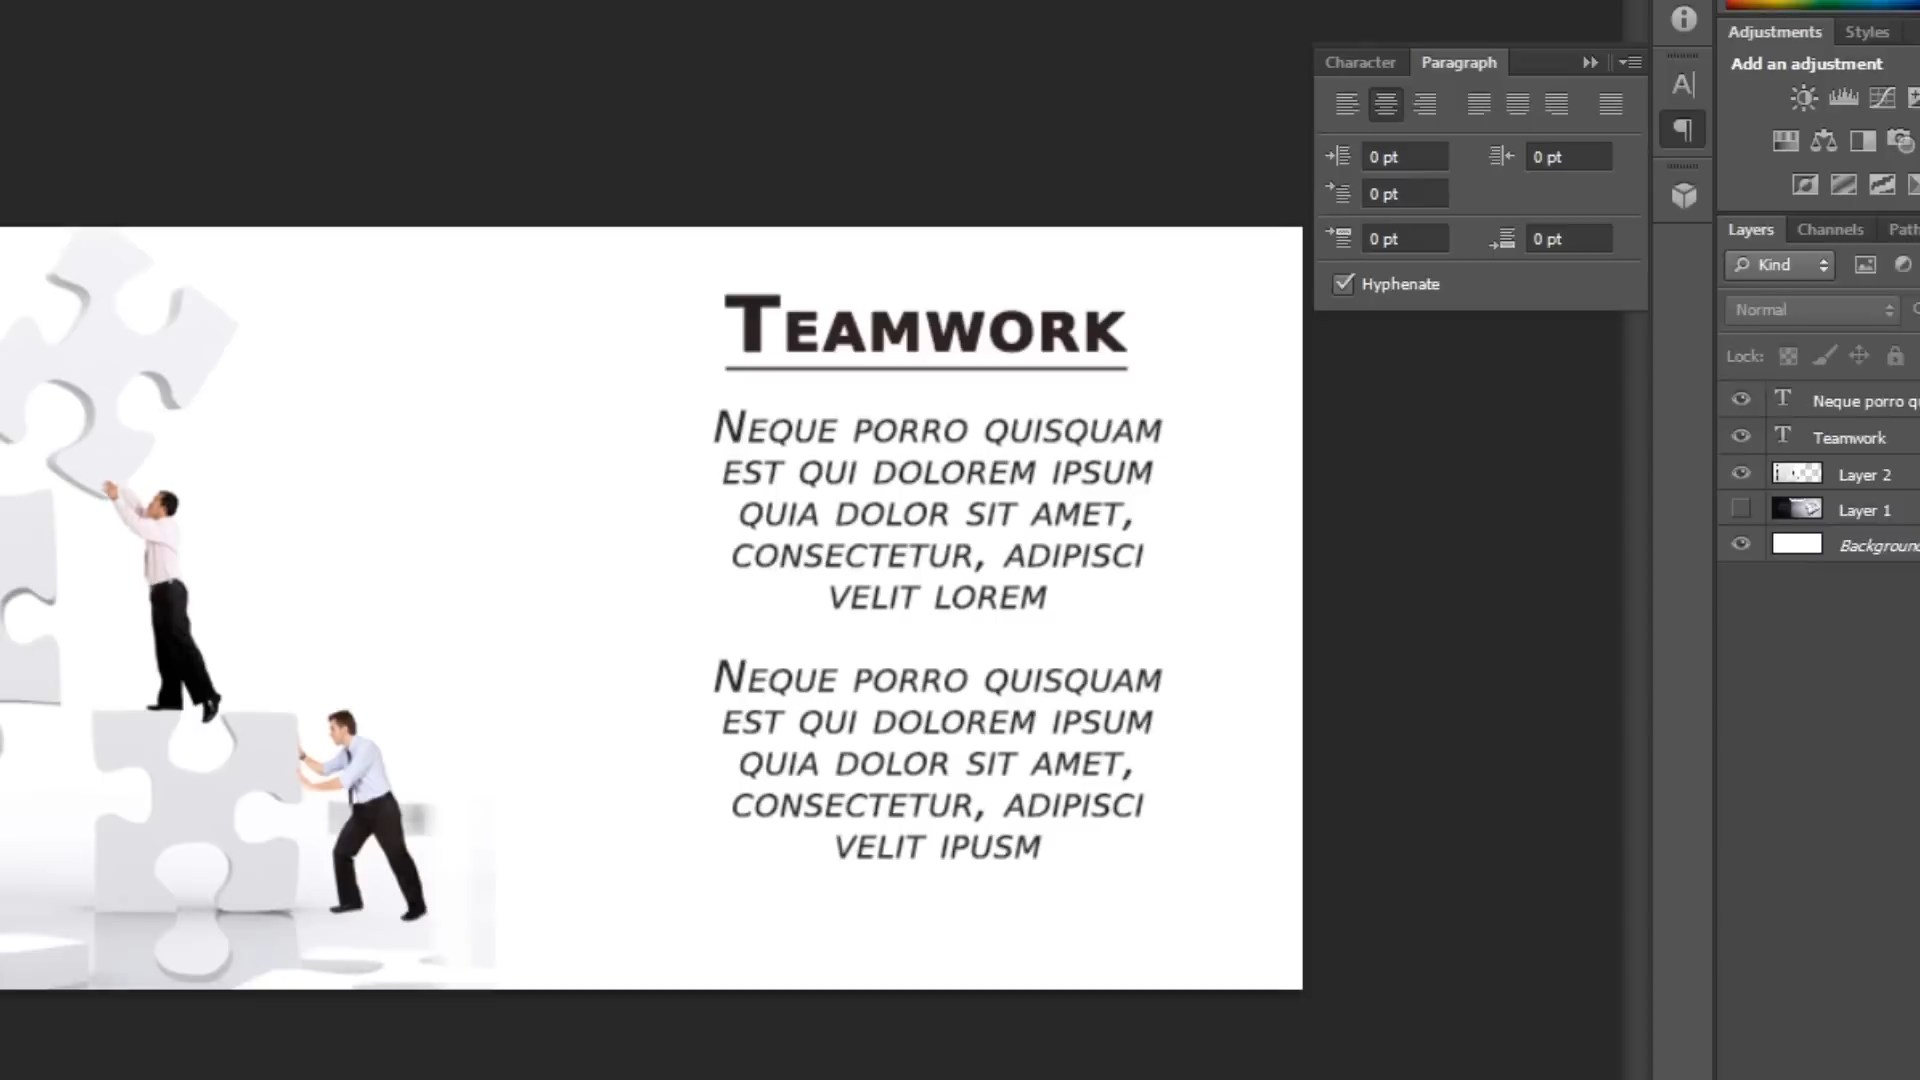 Adjustments Styles
Add an adjustment
Character Paragraph
0 pt 0 pt
0 pt
0 pt 0 pt
Hyphenate
TEAMWORK
NEQUE PORRO QUISQUAM
EST QUI DOLOREM IPSUM
QUIA DOLOR SIT AMET,
CONSECTETUR, ADIPISCI
VELIT LOREM
NEQUE PORRO QUISQUAM
EST QUI DOLOREM IPSUM
QUIA DOLOR SIT AMET,
CONSECTETUR, ADIPISCI
VELIT IPUSM
Layers Channels Path
Kind
Normal
Lock:
Neque porro qu
Teamwork
Layer 2
Layer 1
Background